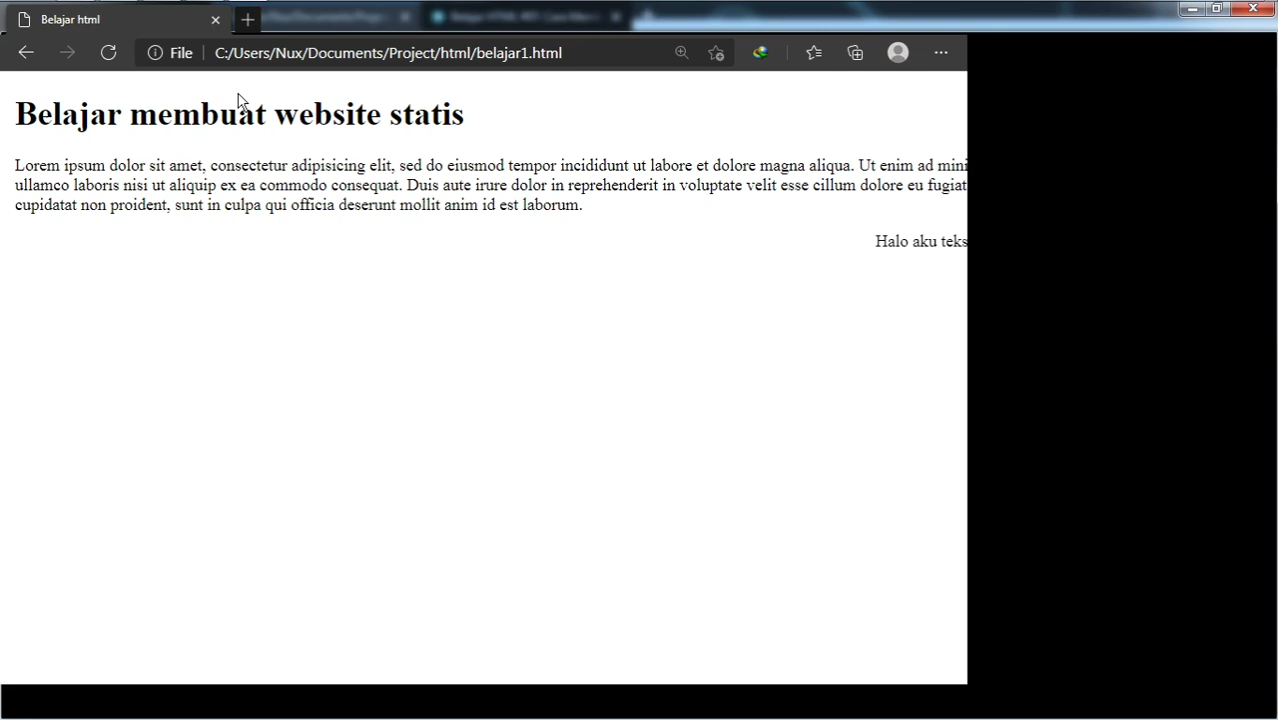 Belajar html
File C:/Users/Nux/Documents/Project/html/belajar1.html
Belajar membuat website statis
Lorem ipsum dolor sit amet, consectetur adipisicing elit, sed do eiusmod tempor incididunt ut labore et dolore magna aliqua. Ut enim ad mini
ullamco laboris nisi ut aliquip ex ea commodo consequat. Duis aute irure dolor in reprehenderit in voluptate velit esse cillum dolore eu fugiat
cupidatat non proident, sunt in culpa qui officia deserunt mollit anim id est laborum.
Halo aku teks